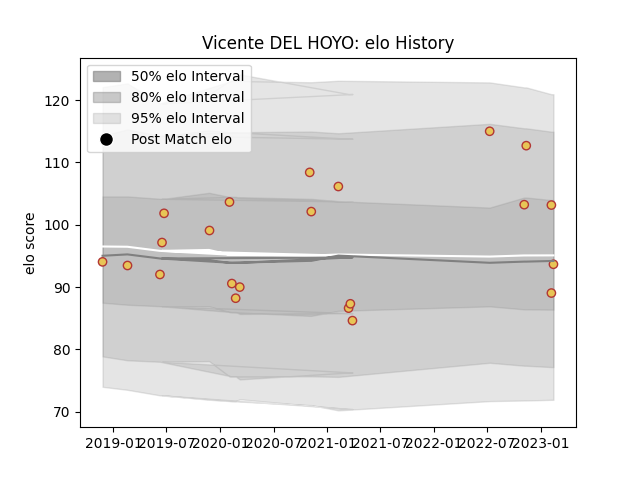 Vicente DEL HOYO: elo History
50% elo Interval
80% elo Interval
95% elo Interval
Post Match elo
elo score
120
110
100
90
80
70
2019-01 2019-07 2020-01 2020-07 2021-01 2021-07 2022-01 2022-07 2023-01